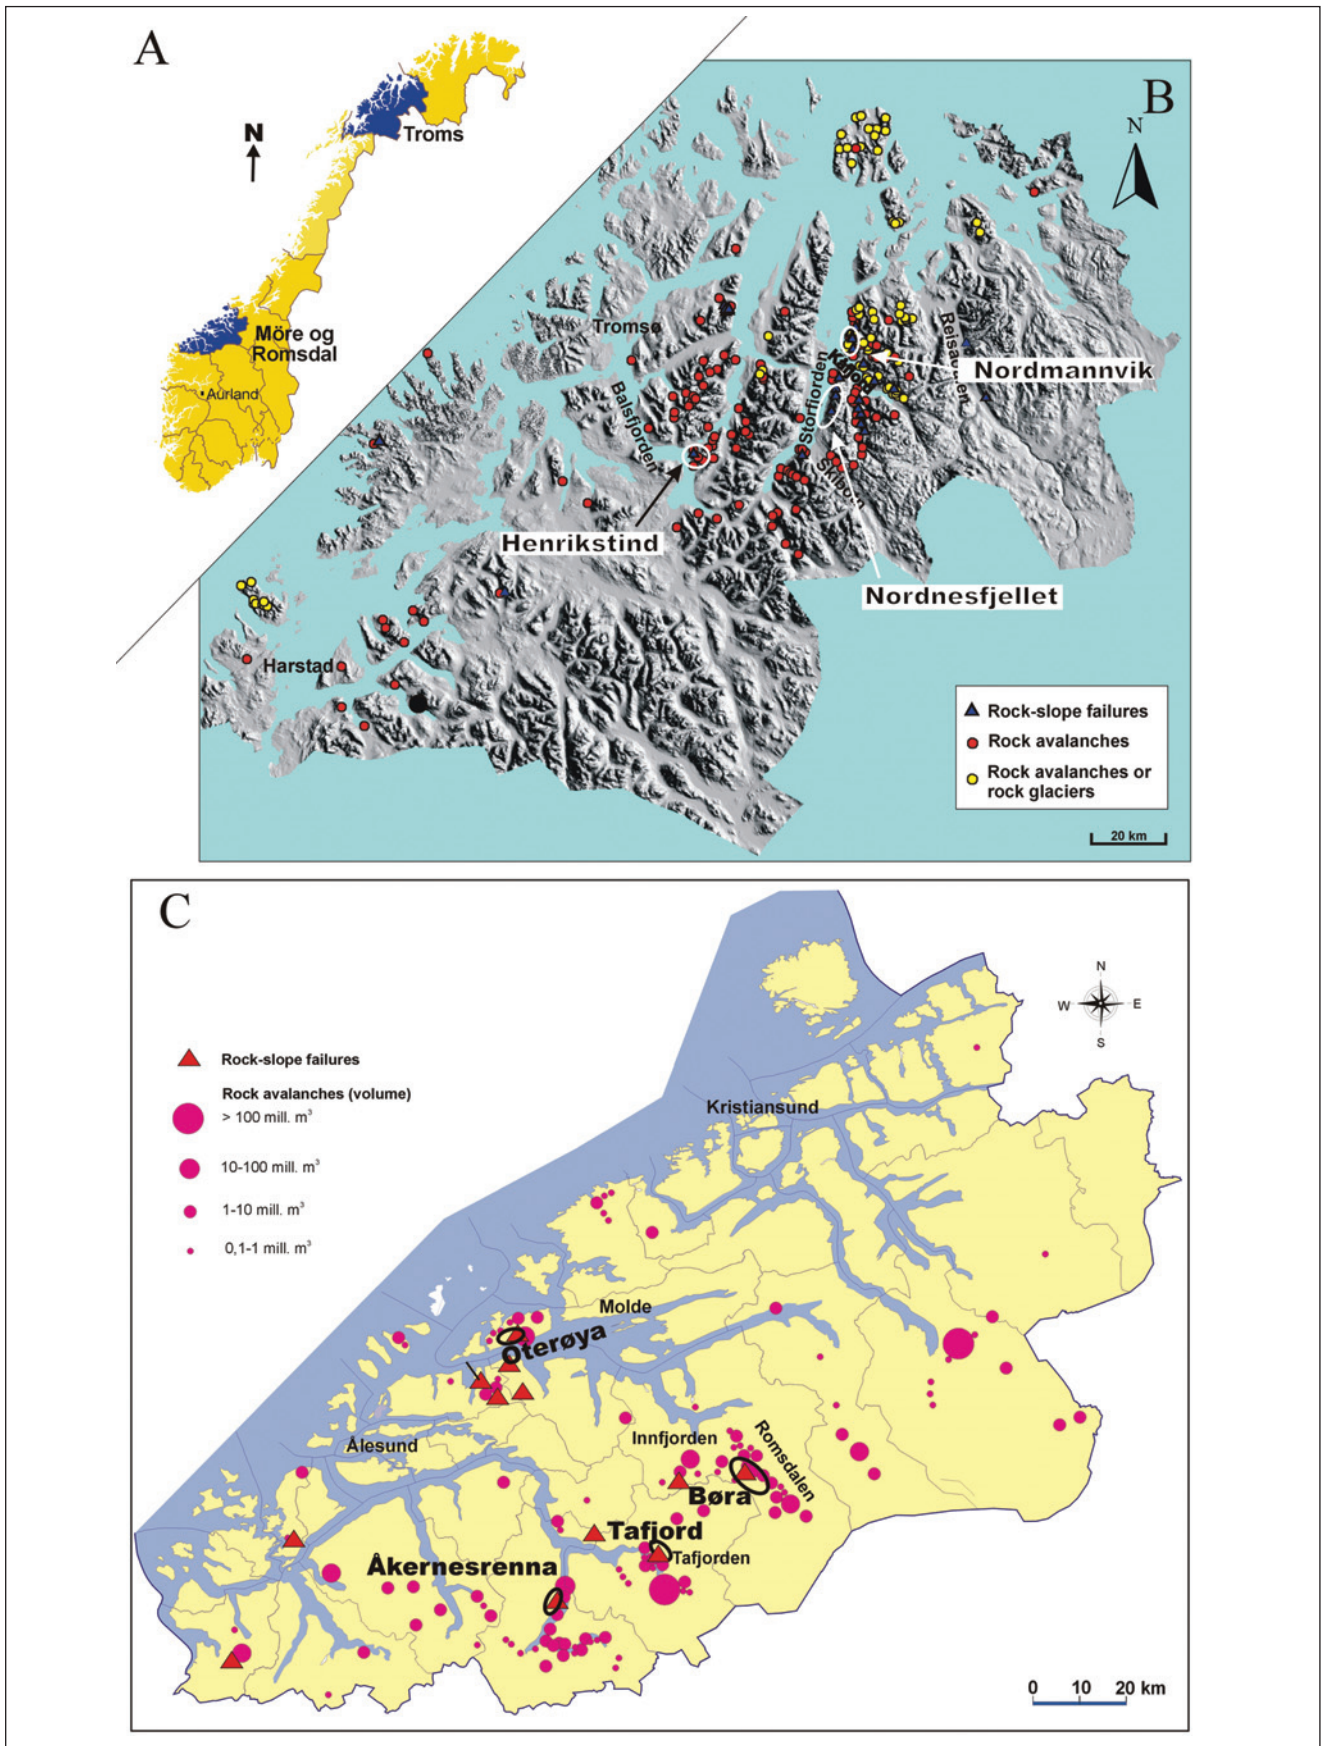 A
N
Troms
Möre og
Romsdal
Aurland
B
N
Tromsø
Balsfjorden
Storfjorden
Kåfjord
Reisadalen
Skibotn
Nordmannvik
Henrikstind
Nordnesfjellet
Harstad
Rock-slope failures
Rock avalanches
Rock avalanches or
rock glaciers
20 km
C
N
W
E
S
Rock-slope failures
Rock avalanches (volume)
> 100 mill. m³
10-100 mill. m³
1-10 mill. m³
0,1-1 mill. m³
Kristiansund
Molde
Oterøya
Ålesund
Innfjorden
Romsdalen
Børa
Tafjord
Tafjorden
Åkernesrenna
0 10 20 km